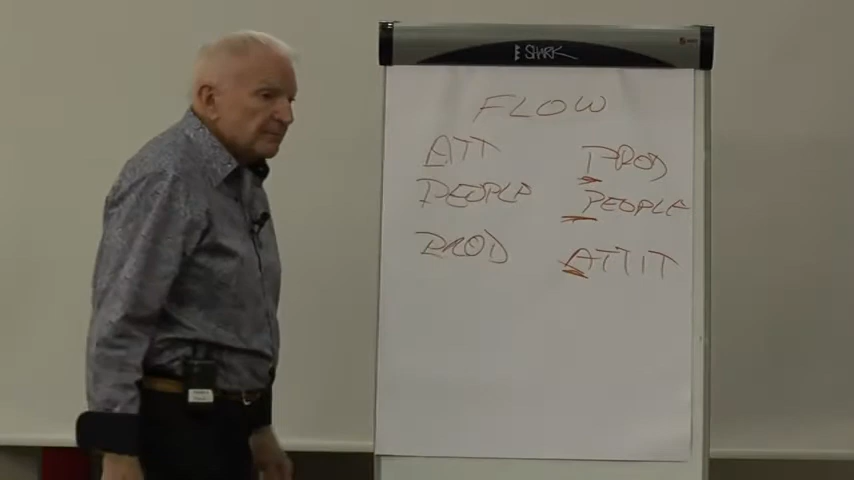 SHARK
FLOW
ATT PROD
PEOPLE PEOPLE
PROD ATTIT